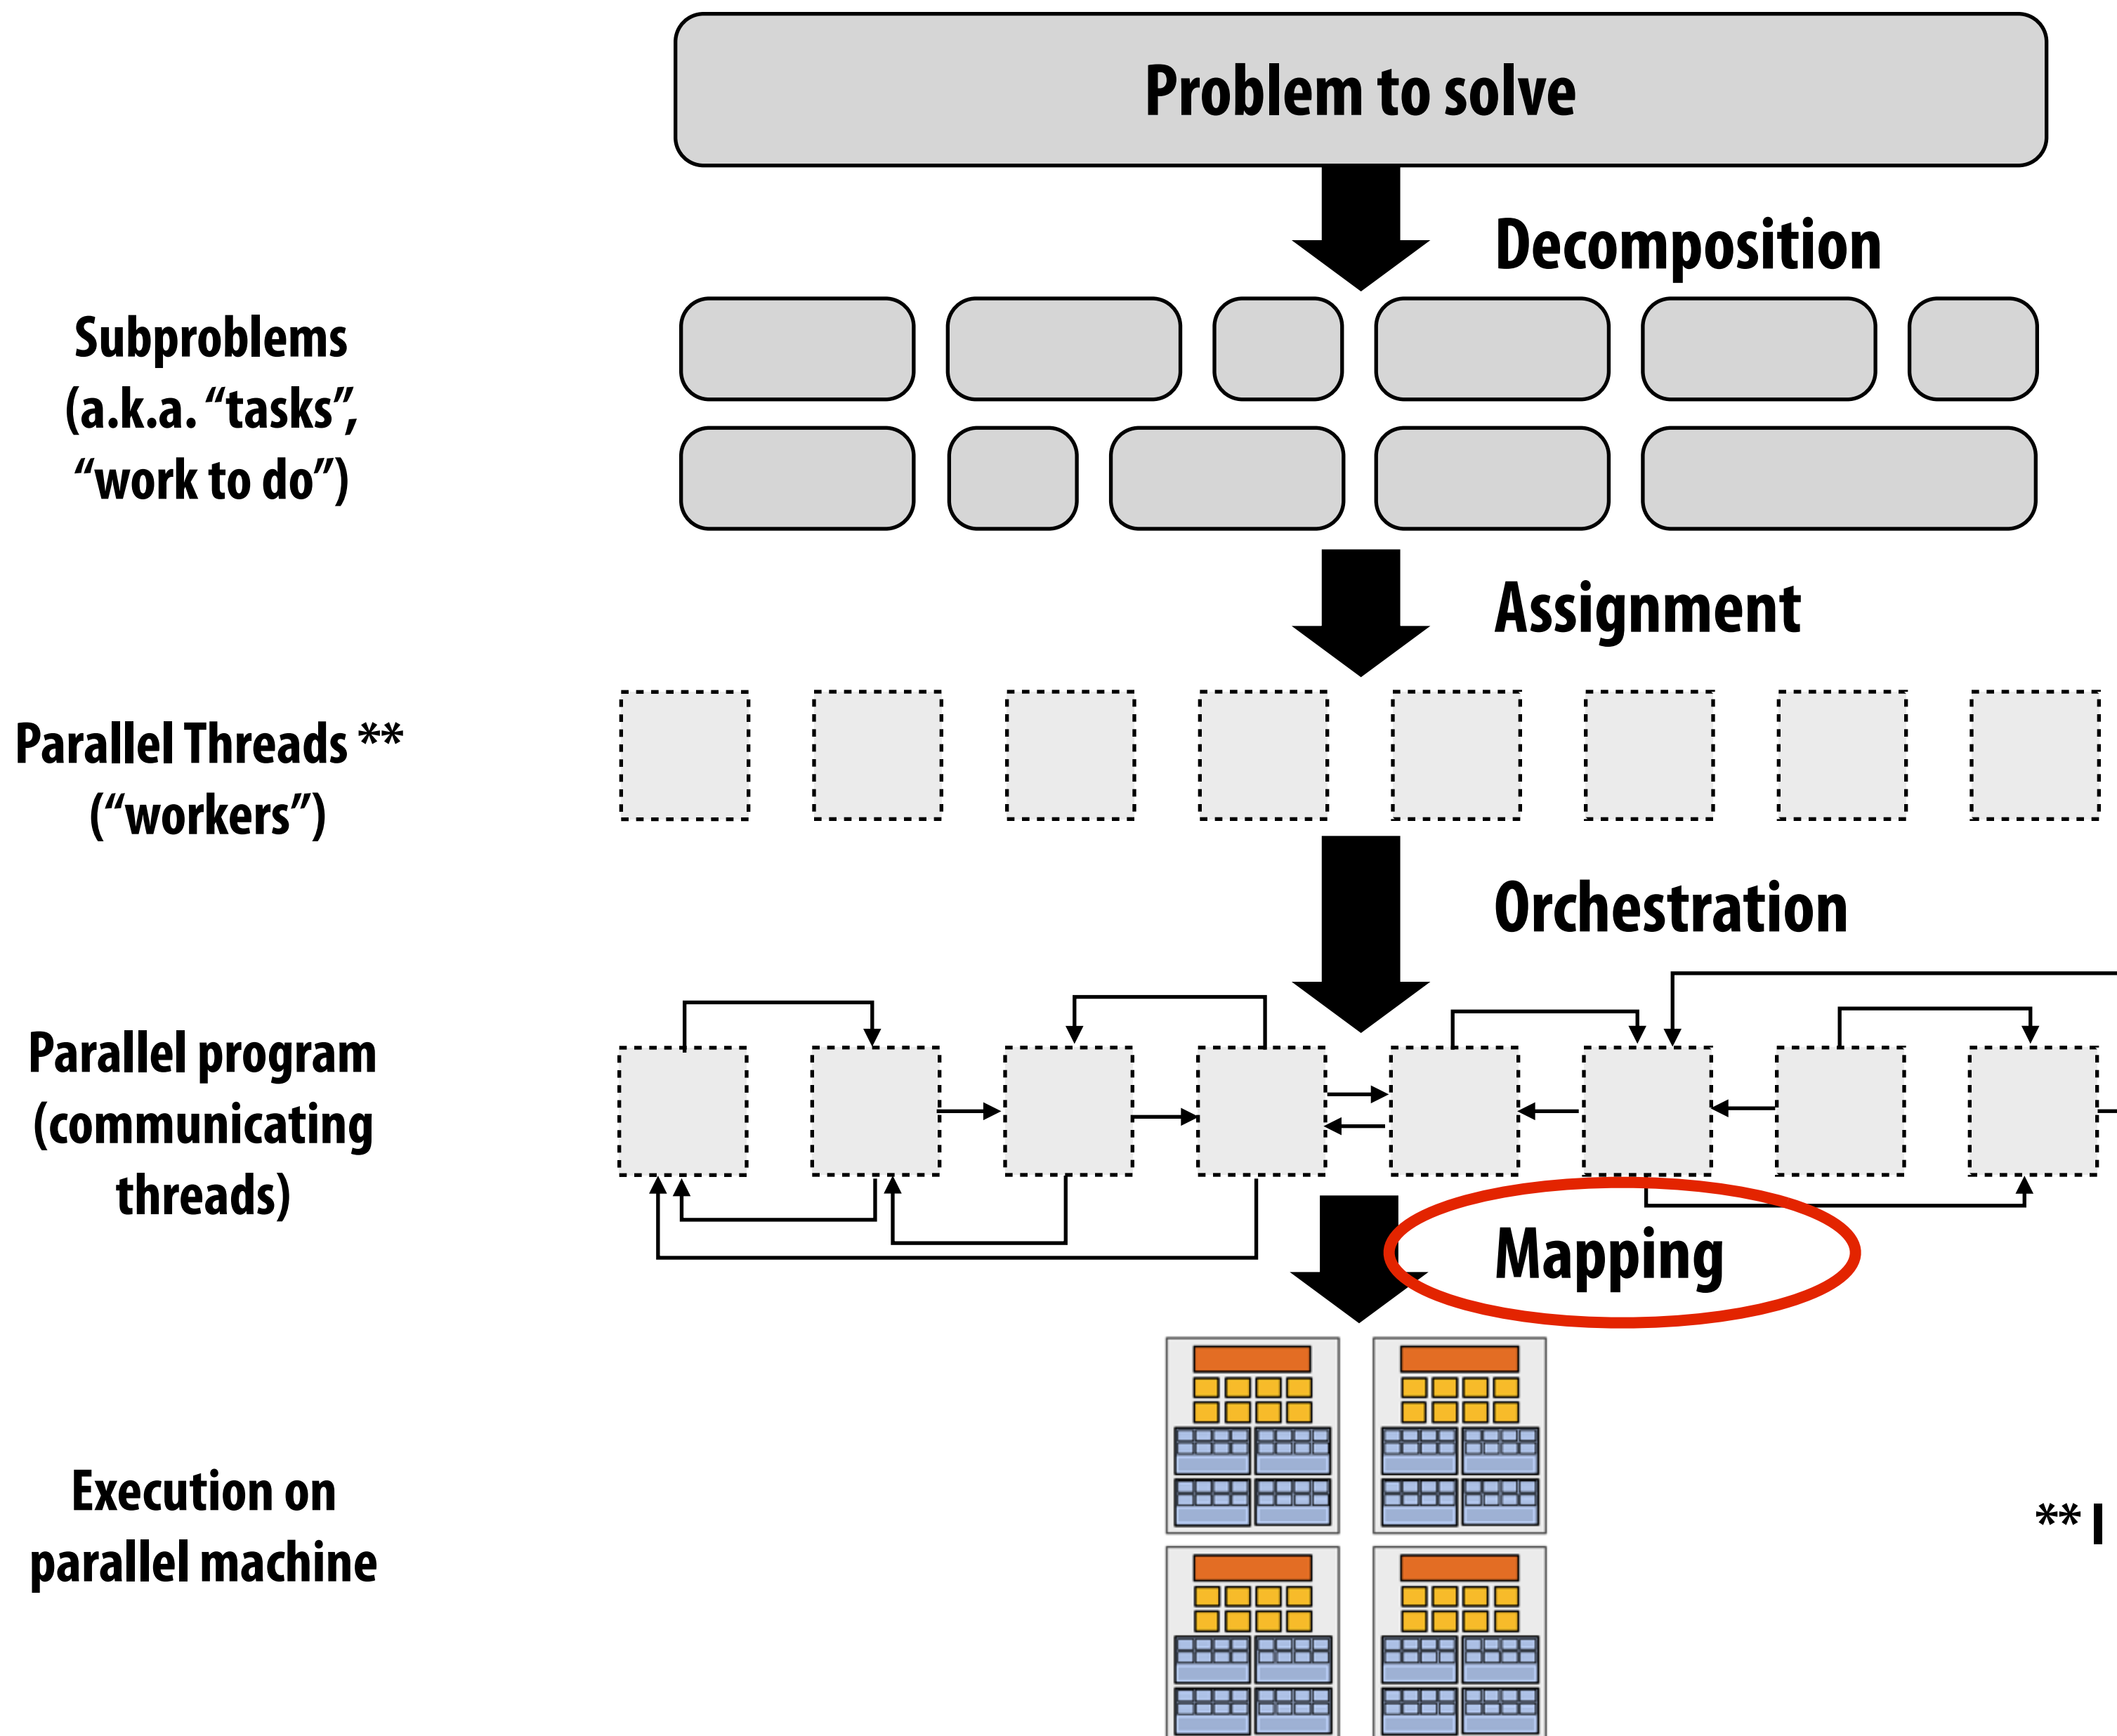 Problem to solve
Decomposition
Subproblems
(a.k.a. “tasks”,
“work to do”)
Assignment
Parallel Threads **
(“workers”)
Orchestration
Parallel program
(communicating
threads)
Mapping
Execution on
parallel machine
** I